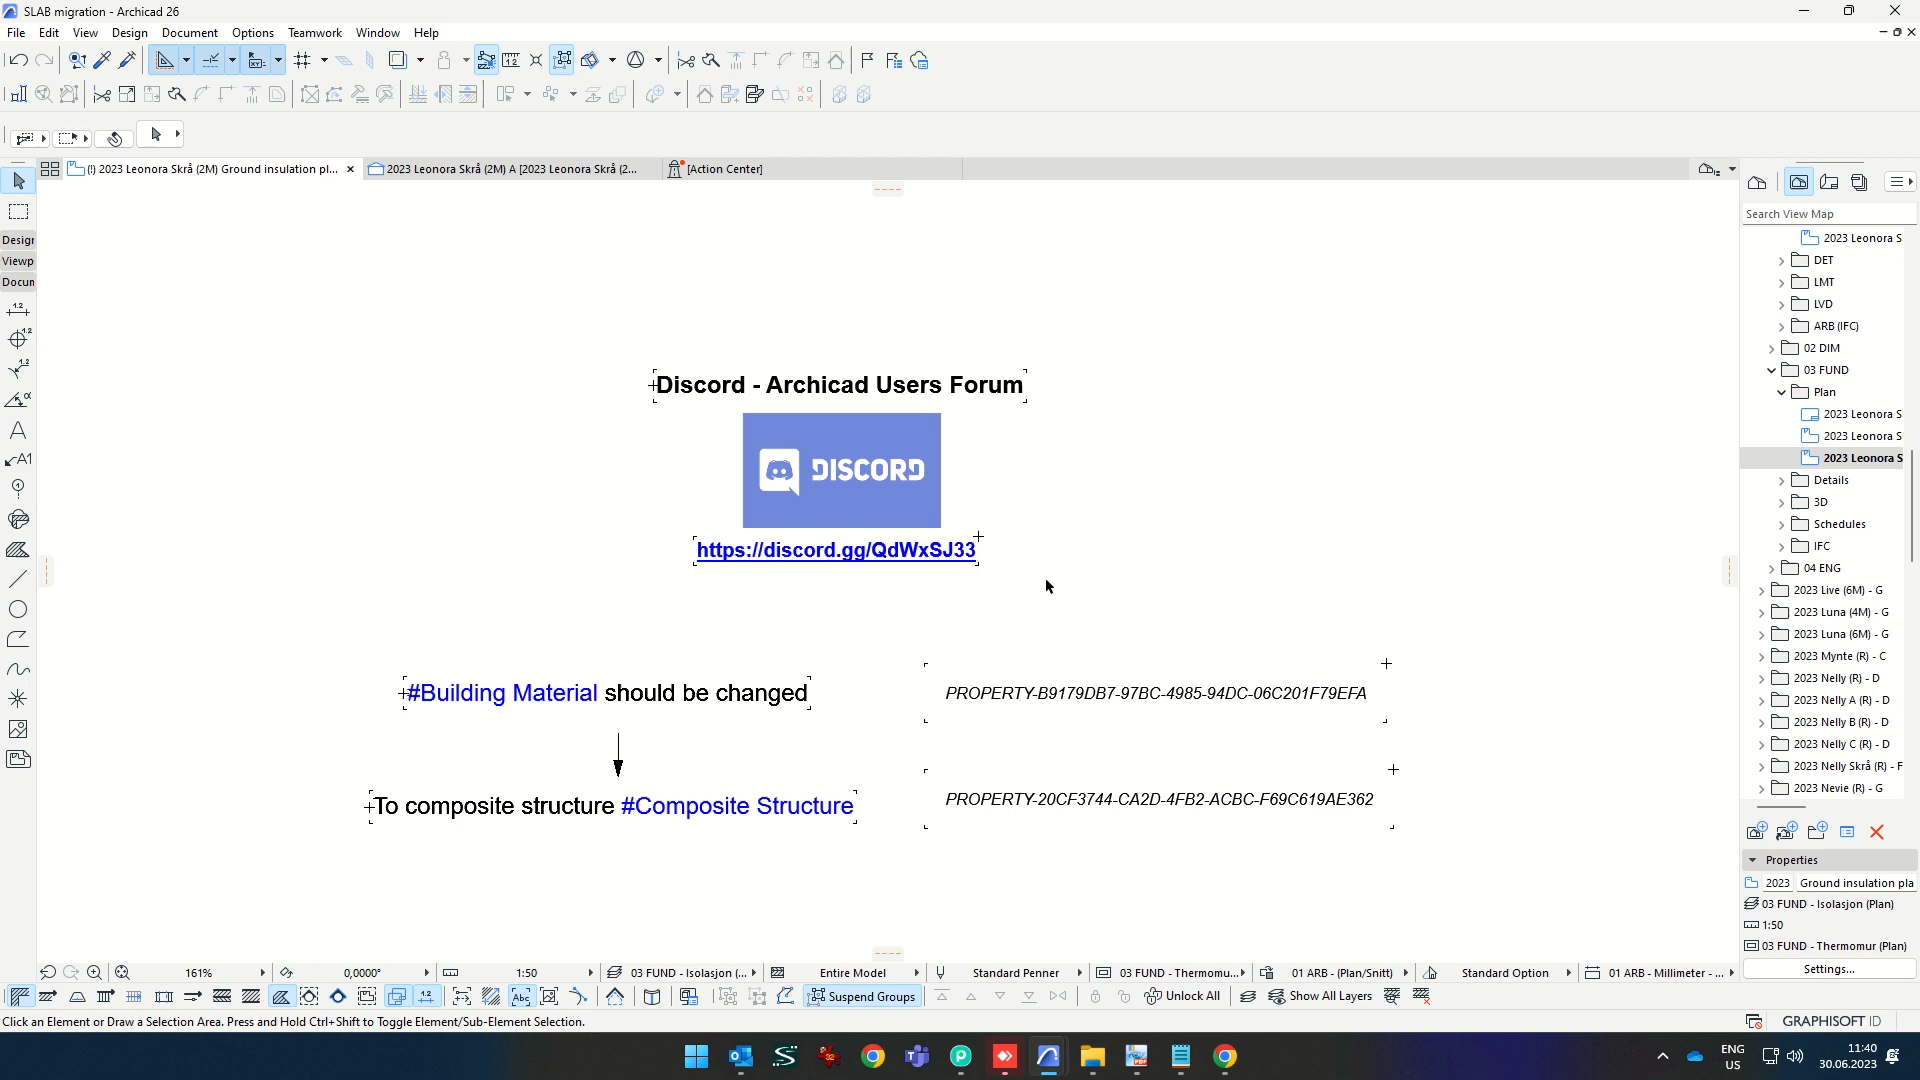 SLAB migration - Archicad 26
File Edit View Design Document Options Teamwork Window Help
(!) 2023 Leonora Skrå (2M) Ground insulation pl...
2023 Leonora Skrå (2M) A [2023 Leonora Skrå (2...
[Action Center]
Search View Map
Design
Viewp
Docum
2023 Leonora S
DET
LMT
LVD
ARB (IFC)
02 DIM
03 FUND
Plan
2023 Leonora S
2023 Leonora S
2023 Leonora S
Details
3D
Schedules
IFC
04 ENG
2023 Live (6M) - G
2023 Luna (4M) - G
2023 Luna (6M) - G
2023 Mynte (R) - C
2023 Nelly (R) - D
2023 Nelly A (R) - D
2023 Nelly B (R) - D
2023 Nelly C (R) - D
2023 Nelly Skrå (R) - F
2023 Nevie (R) - G
Discord - Archicad Users Forum
DISCORD
https://discord.gg/QdWxSJ33
#Building Material should be changed
PROPERTY-B9179DB7-97BC-4985-94DC-06C201F79EFA
To composite structure #Composite Structure
PROPERTY-20CF3744-CA2D-4FB2-ACBC-F69C619AE362
Properties
2023 Ground insulation pla
03 FUND - Isolasjon (Plan)
1:50
03 FUND - Thermomur (Plan)
Settings...
161% 0,0000° 1:50 03 FUND - Isolasjon (... Entire Model Standard Penner 03 FUND - Thermomu... 01 ARB - (Plan/Snitt) Standard Option 01 ARB - Millimeter - ...
Suspend Groups Unlock All Show All Layers
Click an Element or Draw a Selection Area. Press and Hold Ctrl+Shift to Toggle Element/Sub-Element Selection.
GRAPHISOFT ID
ENG
US
11:40
30.06.2023